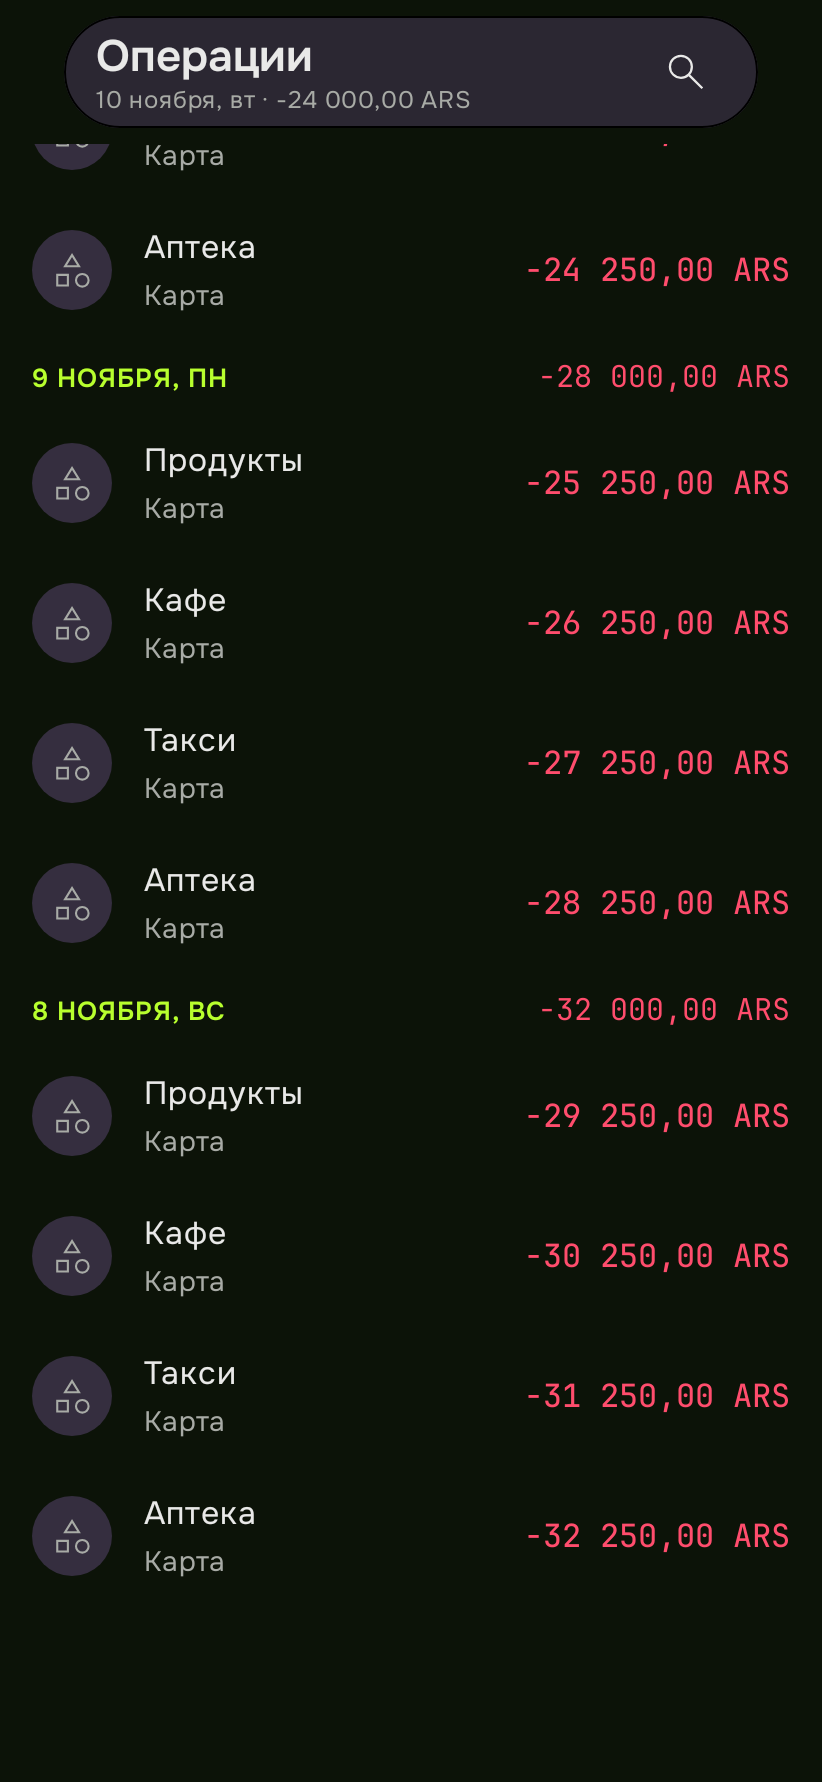 Операции
10 ноября, вт · -24 000,00 ARS
Карта
Аптека
-24 250,00 ARS
Карта
9 НОЯБРЯ, ПН
-28 000,00 ARS
Продукты
-25 250,00 ARS
Карта
Кафе
-26 250,00 ARS
Карта
Такси
-27 250,00 ARS
Карта
Аптека
-28 250,00 ARS
Карта
8 НОЯБРЯ, ВС
-32 000,00 ARS
Продукты
-29 250,00 ARS
Карта
Кафе
-30 250,00 ARS
Карта
Такси
-31 250,00 ARS
Карта
Аптека
-32 250,00 ARS
Карта